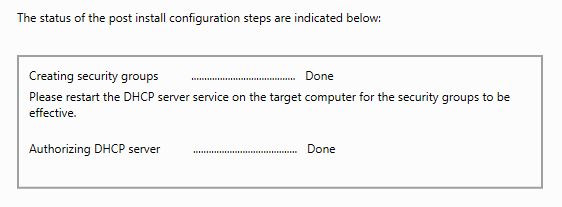 The status of the post install configuration steps are indicated below:
Creating security groups ........................................ Done
Please restart the DHCP server service on the target computer for the security groups to be
effective.
Authorizing DHCP server ........................................ Done